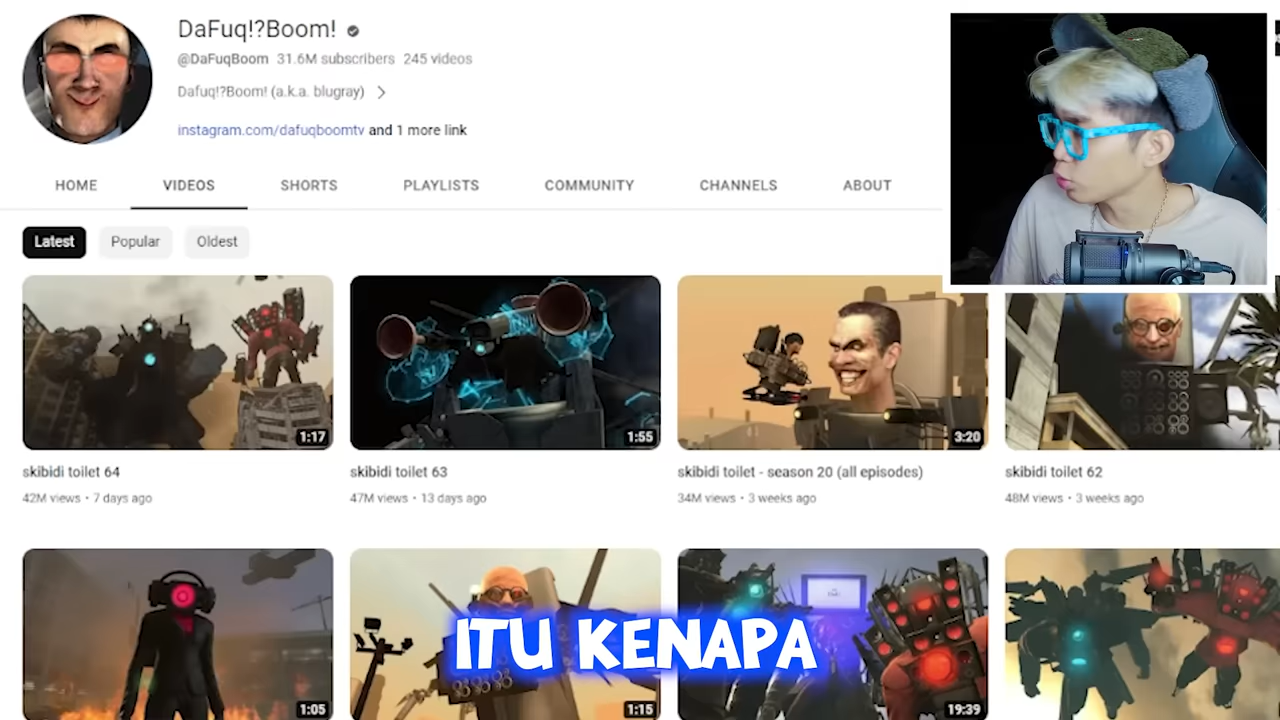 DaFuq!?Boom!
@DaFuqBoom 31.6M subscribers 245 videos
Dafuq!?Boom! (a.k.a. blugray)
instagram.com/dafuqboomtv and 1 more link
HOME VIDEOS SHORTS PLAYLISTS COMMUNITY CHANNELS ABOUT
Latest Popular Oldest
1:17 1:55 3:20
skibidi toilet 64 skibidi toilet 63 skibidi toilet - season 20 (all episodes) skibidi toilet 62
42M views • 7 days ago 47M views • 13 days ago 34M views • 3 weeks ago 48M views • 3 weeks ago
ITU KENAPA
1:05 1:15 19:39